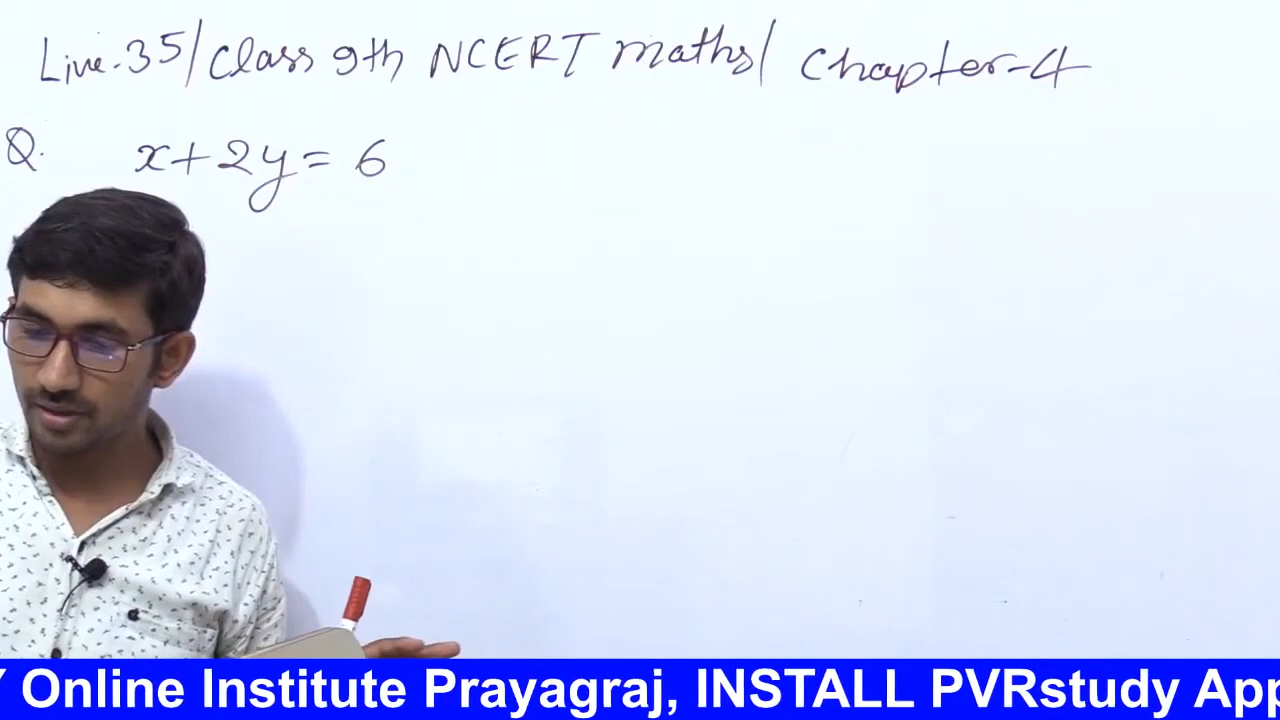 Live-35/Class 9th NCERT maths/ Chapter-4
Q. x+2y=6
Online Institute Prayagraj, INSTALL PVRstudy App